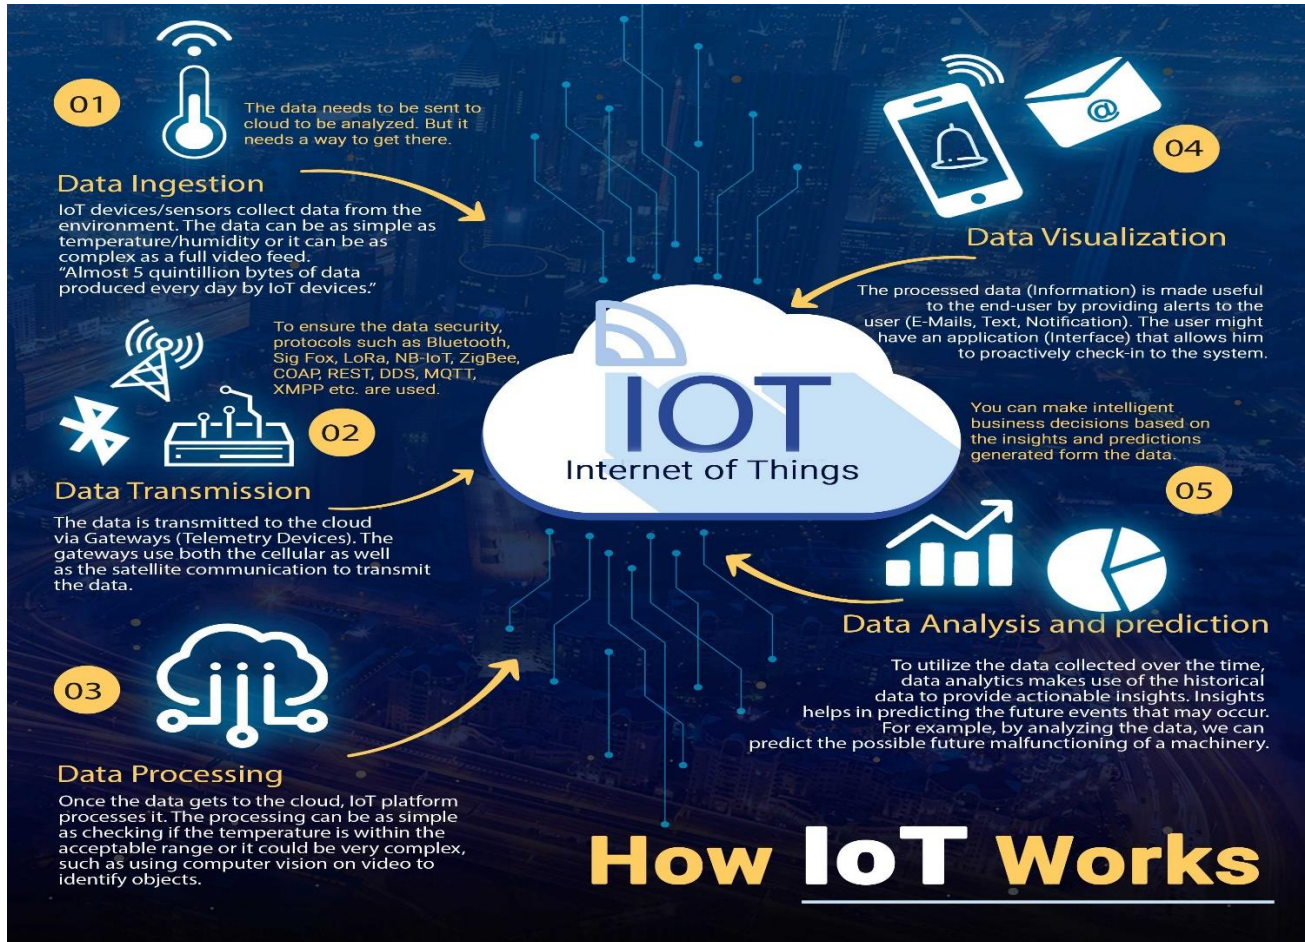 01
The data needs to be sent to
cloud to be analyzed. But it
needs a way to get there.
Data Ingestion
IoT devices/sensors collect data from the
environment. The data can be as simple as
temperature/humidity or it can be as
complex as a full video feed.
“Almost 5 quintillion bytes of data
produced every day by IoT devices.”
To ensure the data security,
protocols such as Bluetooth,
Sig Fox, LoRa, NB-IoT, ZigBee,
COAP, REST, DDS, MQTT,
XMPP etc. are used.
02
Data Transmission
The data is transmitted to the cloud
via Gateways (Telemetry Devices). The
gateways use both the cellular as well
as the satellite communication to transmit
the data.
03
Data Processing
Once the data gets to the cloud, IoT platform
processes it. The processing can be as simple
as checking if the temperature is within the
acceptable range or it could be very complex,
such as using computer vision on video to
identify objects.
IOT
Internet of Things
@
04
Data Visualization
The processed data (Information) is made useful
to the end-user by providing alerts to the
user (E-Mails, Text, Notification). The user might
have an application (Interface) that allows him
to proactively check-in to the system.
You can make intelligent
business decisions based on
the insights and predictions
generated form the data.
05
Data Analysis and prediction
To utilize the data collected over the time,
data analytics makes use of the historical
data to provide actionable insights. Insights
helps in predicting the future events that may occur.
For example, by analyzing the data, we can
predict the possible future malfunctioning of a machinery.
How IoT Works